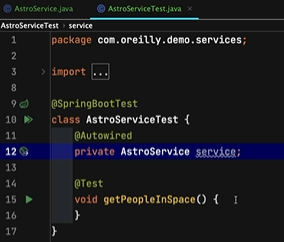 AstroService.java AstroServiceTest.java
AstroServiceTest service
1 package com.oreilly.demo.services;
2
3 import ...
8
9 @SpringBootTest
10 class AstroServiceTest {
11 @Autowired
12 private AstroService service;
13
14 @Test
15 void getPeopleInSpace() {
16 }
17 }